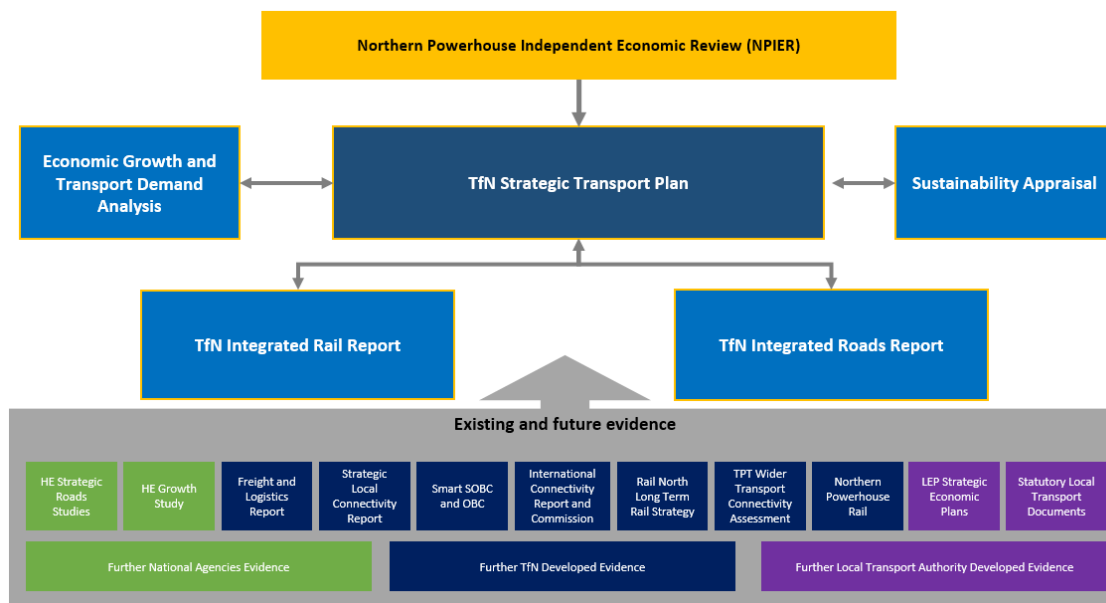 Northern Powerhouse Independent Economic Review (NPIER)
Economic Growth and
Transport Demand
Analysis
TfN Strategic Transport Plan
Sustainability Appraisal
TfN Integrated Rail Report
TfN Integrated Roads Report
Existing and future evidence
HE Strategic
Roads
Studies
HE Growth
Study
Freight and
Logistics
Report
Strategic
Local
Connectivity
Report
Smart SOBC
and OBC
International
Connectivity
Report and
Commission
Rail North
Long Term
Rail Strategy
TPT Wider
Transport
Connectivity
Assessment
Northern
Powerhouse
Rail
LEP Strategic
Economic
Plans
Statutory Local
Transport
Documents
Further National Agencies Evidence
Further TfN Developed Evidence
Further Local Transport Authority Developed Evidence